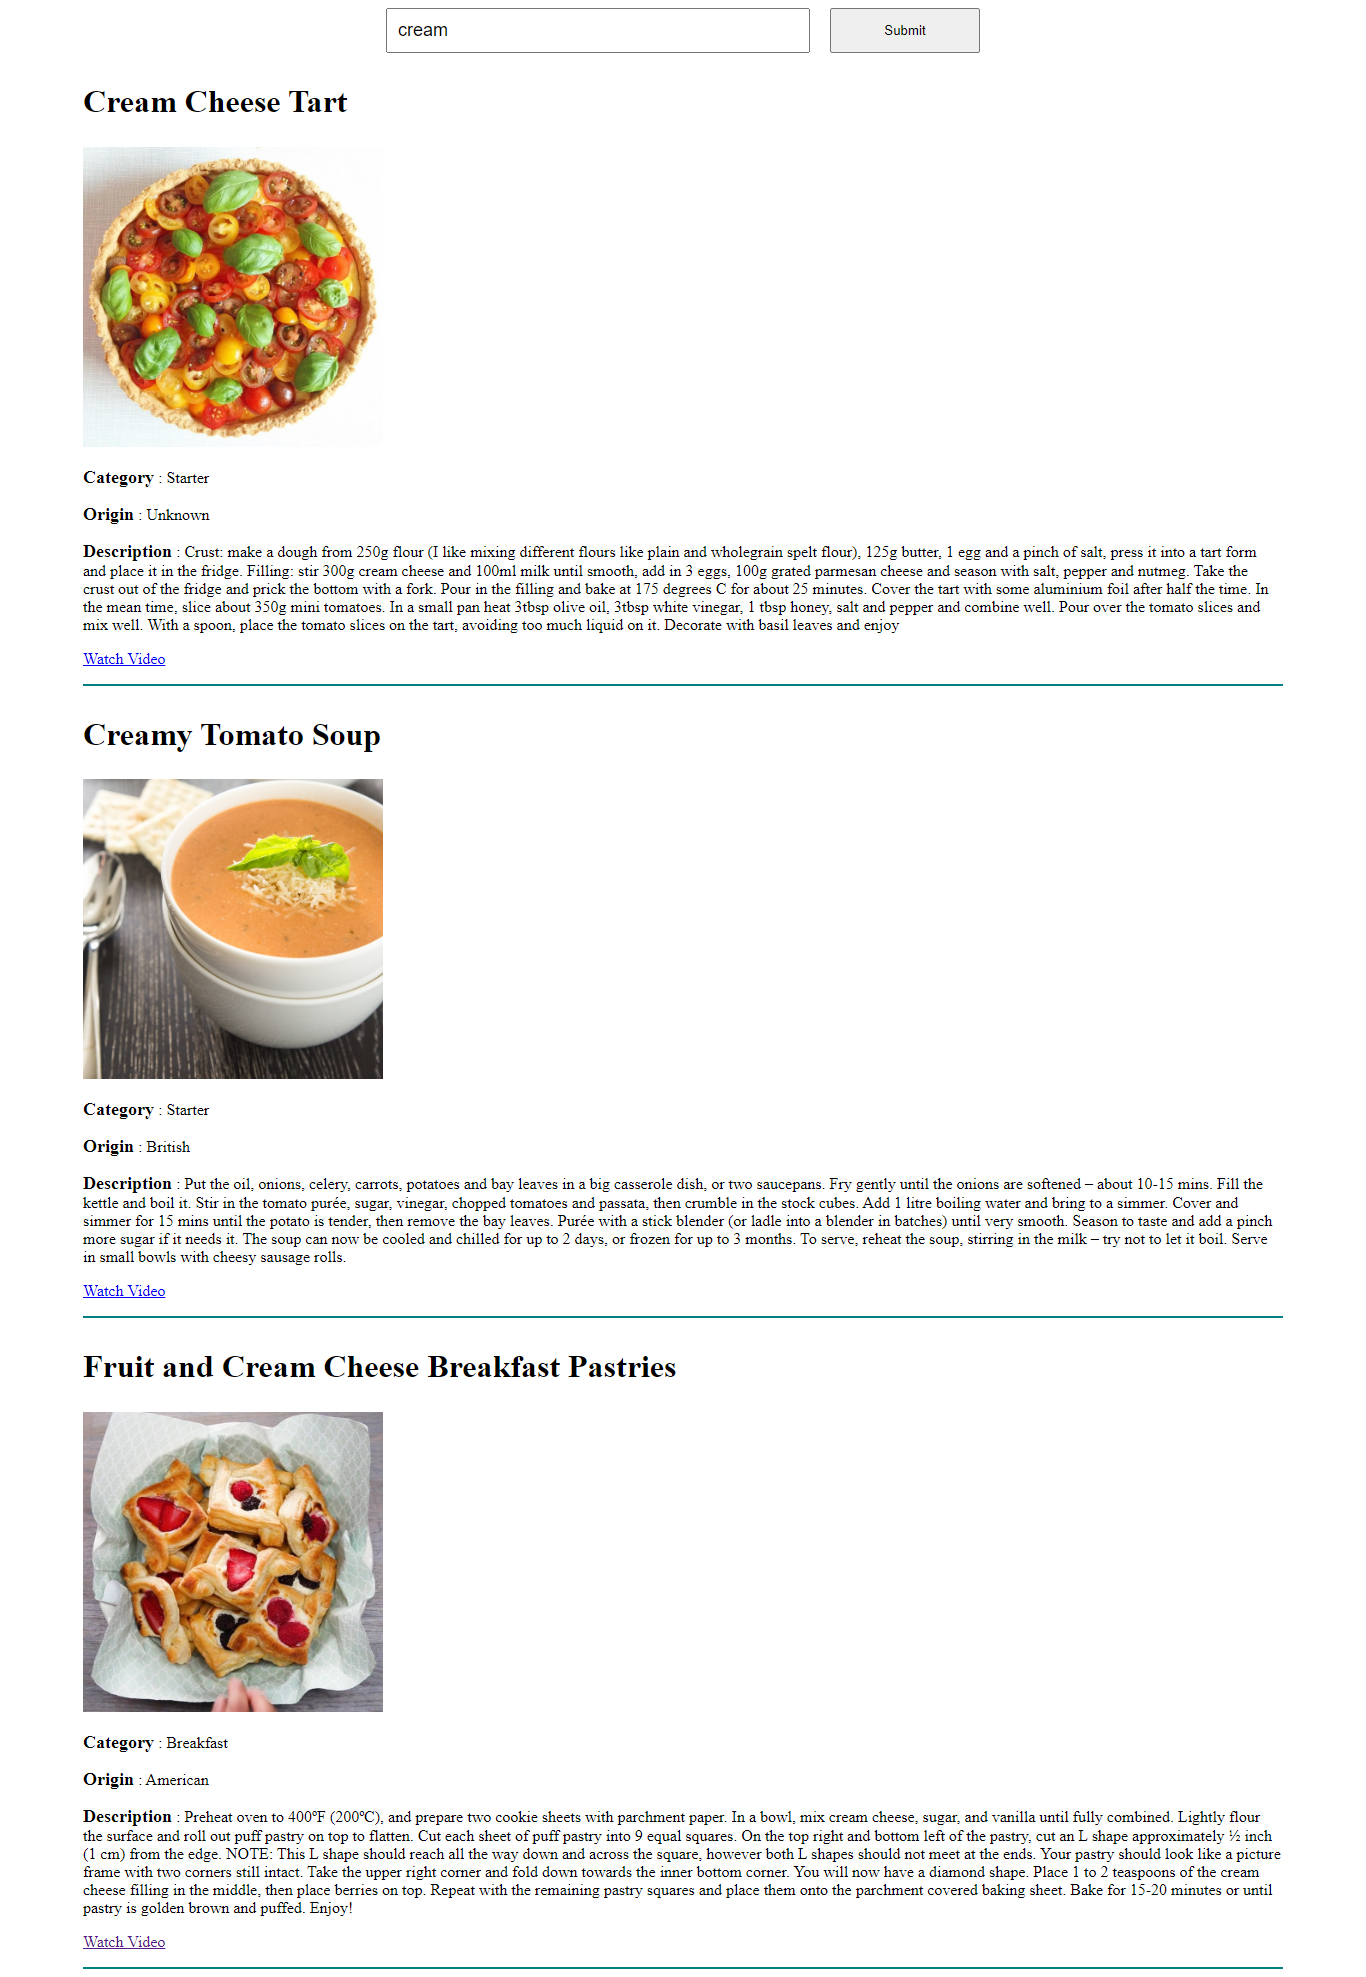 cream
Submit
Cream Cheese Tart
Category : Starter
Origin : Unknown
Description : Crust: make a dough from 250g flour (I like mixing different flours like plain and wholegrain spelt flour), 125g butter, 1 egg and a pinch of salt, press it into a tart form
and place it in the fridge. Filling: stir 300g cream cheese and 100ml milk until smooth, add in 3 eggs, 100g grated parmesan cheese and season with salt, pepper and nutmeg. Take the
crust out of the fridge and prick the bottom with a fork. Pour in the filling and bake at 175 degrees C for about 25 minutes. Cover the tart with some aluminium foil after half the time. In
the mean time, slice about 350g mini tomatoes. In a small pan heat 3tbsp olive oil, 3tbsp white vinegar, 1 tbsp honey, salt and pepper and combine well. Pour over the tomato slices and
mix well. With a spoon, place the tomato slices on the tart, avoiding too much liquid on it. Decorate with basil leaves and enjoy
Watch Video
Creamy Tomato Soup
Category : Starter
Origin : British
Description : Put the oil, onions, celery, carrots, potatoes and bay leaves in a big casserole dish, or two saucepans. Fry gently until the onions are softened – about 10-15 mins. Fill the
kettle and boil it. Stir in the tomato purée, sugar, vinegar, chopped tomatoes and passata, then crumble in the stock cubes. Add 1 litre boiling water and bring to a simmer. Cover and
simmer for 15 mins until the potato is tender, then remove the bay leaves. Purée with a stick blender (or ladle into a blender in batches) until very smooth. Season to taste and add a pinch
more sugar if it needs it. The soup can now be cooled and chilled for up to 2 days, or frozen for up to 3 months. To serve, reheat the soup, stirring in the milk – try not to let it boil. Serve
in small bowls with cheesy sausage rolls.
Watch Video
Fruit and Cream Cheese Breakfast Pastries
Category : Breakfast
Origin : American
Description : Preheat oven to 400ºF (200ºC), and prepare two cookie sheets with parchment paper. In a bowl, mix cream cheese, sugar, and vanilla until fully combined. Lightly flour
the surface and roll out puff pastry on top to flatten. Cut each sheet of puff pastry into 9 equal squares. On the top right and bottom left of the pastry, cut an L shape approximately ½ inch
(1 cm) from the edge. NOTE: This L shape should reach all the way down and across the square, however both L shapes should not meet at the ends. Your pastry should look like a picture
frame with two corners still intact. Take the upper right corner and fold down towards the inner bottom corner. You will now have a diamond shape. Place 1 to 2 teaspoons of the cream
cheese filling in the middle, then place berries on top. Repeat with the remaining pastry squares and place them onto the parchment covered baking sheet. Bake for 15-20 minutes or until
pastry is golden brown and puffed. Enjoy!
Watch Video